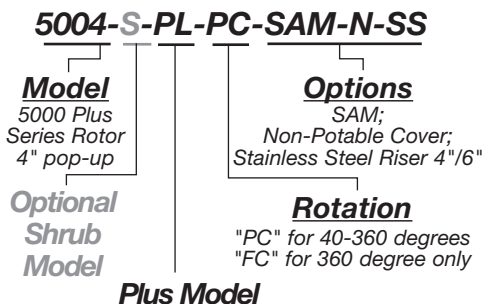 5004-S-PL-PC-SAM-N-SS
Model
5000 Plus
Series Rotor
4" pop-up
Options
SAM;
Non-Potable Cover;
Stainless Steel Riser 4"/6"
Optional
Shrub
Model
Rotation
"PC" for 40-360 degrees
"FC" for 360 degree only
Plus Model